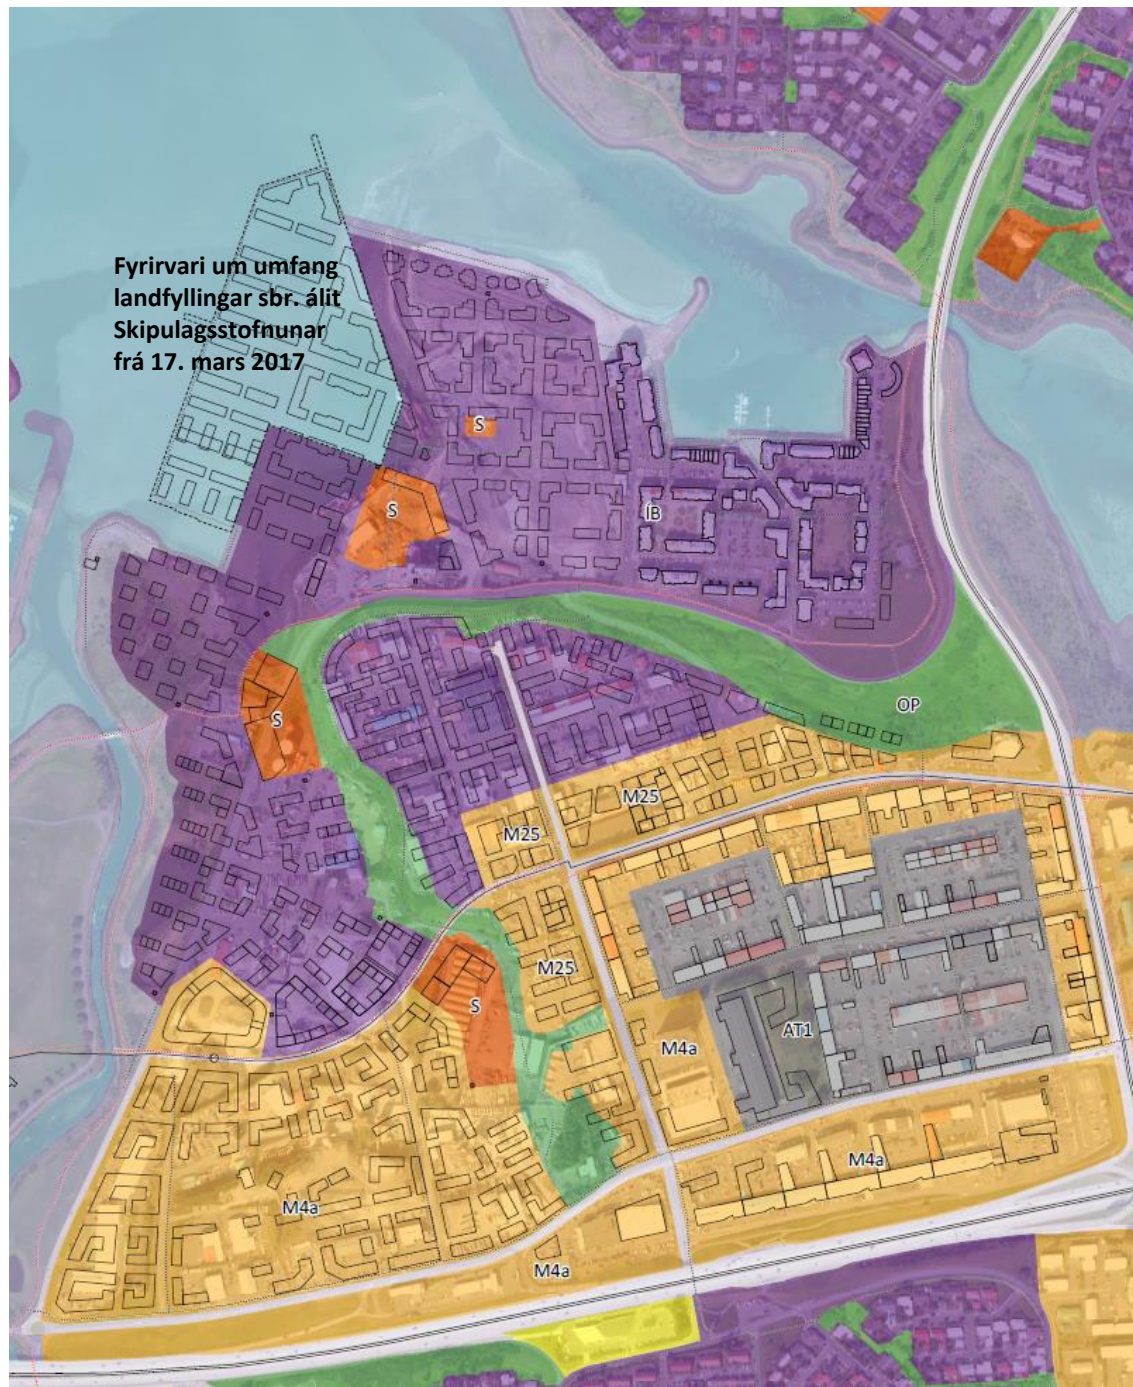 Fyrirvari um umfang
landfyllingar sbr. álit
Skipulagsstofnunar
frá 17. mars 2017
S
S
ÍB
S
OP
M25
M25
M25
S
AT1
M4a
M4a
M4a
M4a